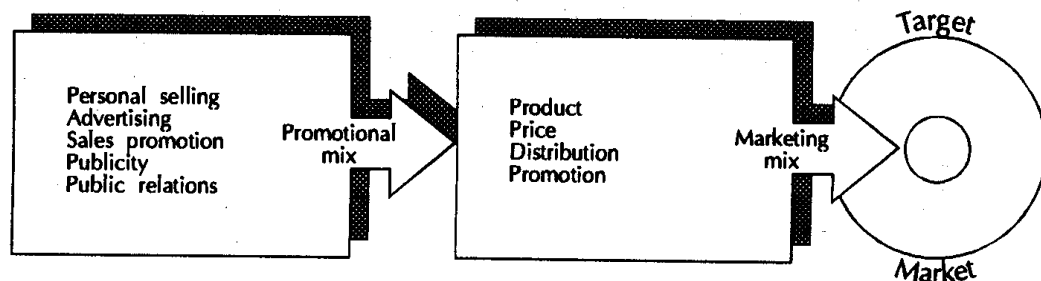 Personal selling
Advertising
Sales promotion
Publicity
Public relations
Promotional
mix
Product
Price
Distribution
Promotion
Marketing
mix
Target
Market